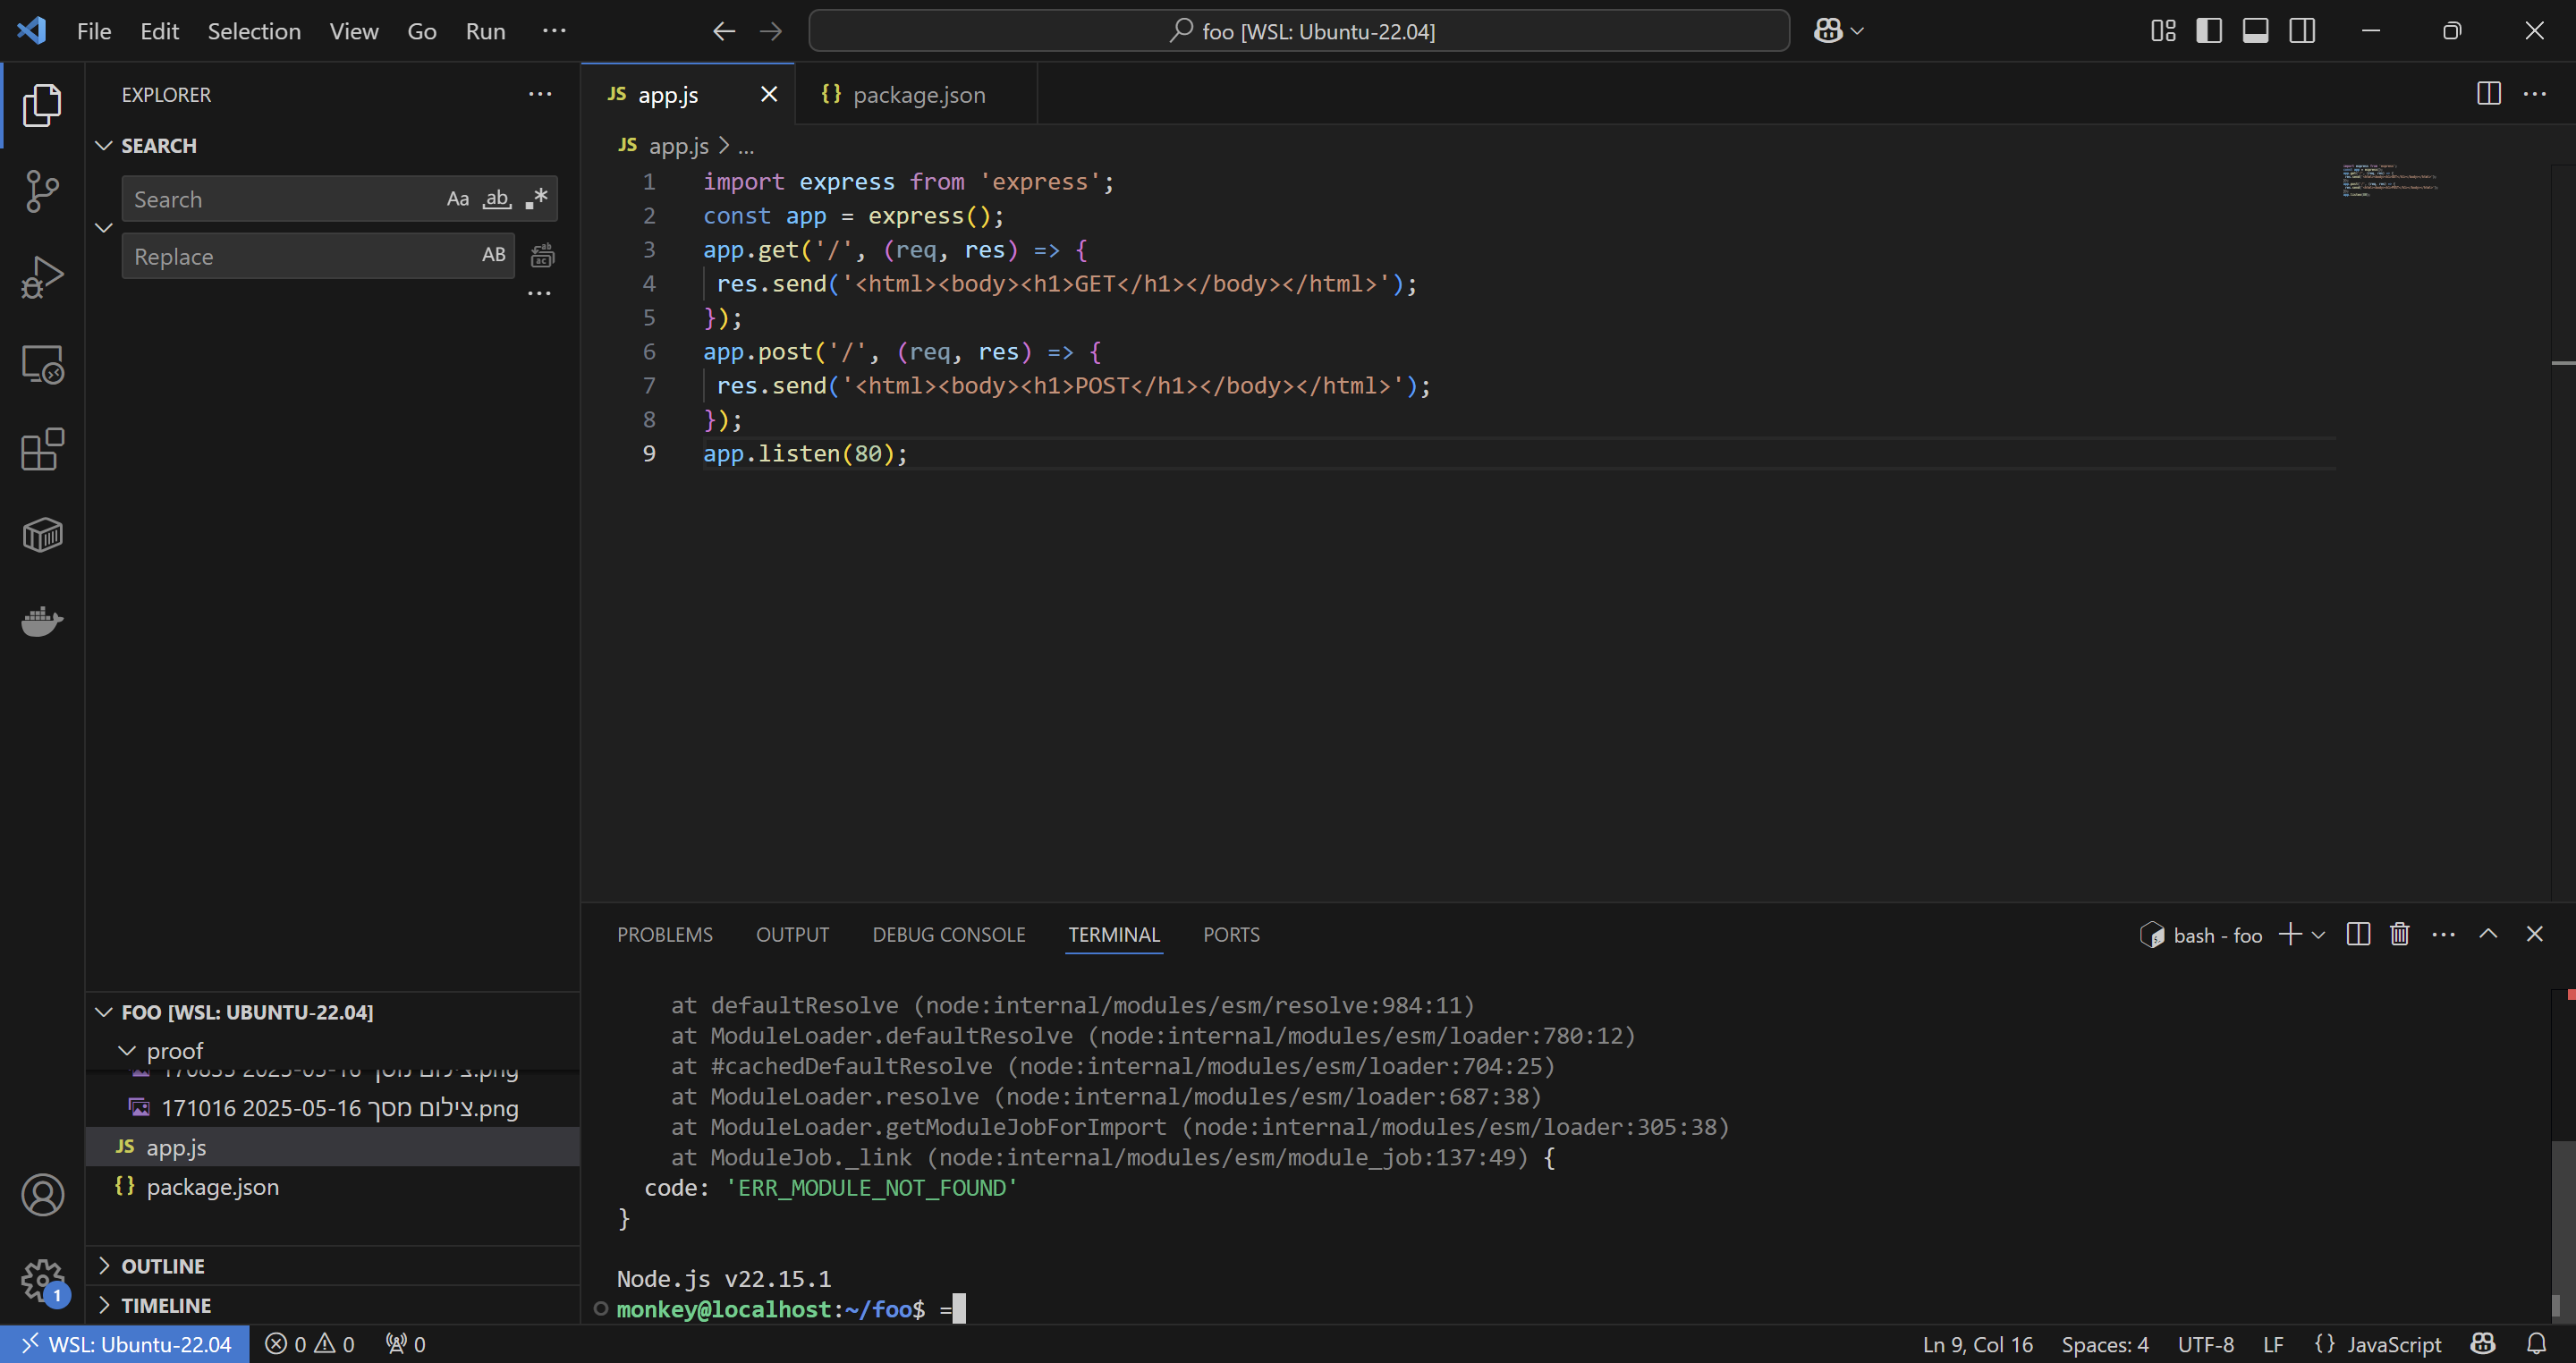 File Edit Selection View Go Run ...
foo [WSL: Ubuntu-22.04]
EXPLORER
SEARCH
Search Aa ab .*
Replace AB
FOO [WSL: UBUNTU-22.04]
proof
צילום מסך 2025-05-16 171016.png
JS app.js
{} package.json
OUTLINE
TIMELINE
1
JS app.js
{} package.json
JS app.js > ...
1 import express from 'express';
2 const app = express();
3 app.get('/', (req, res) => {
4 res.send('<html><body><h1>GET</h1></body></html>');
5 });
6 app.post('/', (req, res) => {
7 res.send('<html><body><h1>POST</h1></body></html>');
8 });
9 app.listen(80);
PROBLEMS OUTPUT DEBUG CONSOLE TERMINAL PORTS
bash - foo
at defaultResolve (node:internal/modules/esm/resolve:984:11)
at ModuleLoader.defaultResolve (node:internal/modules/esm/loader:780:12)
at #cachedDefaultResolve (node:internal/modules/esm/loader:704:25)
at ModuleLoader.resolve (node:internal/modules/esm/loader:687:38)
at ModuleLoader.getModuleJobForImport (node:internal/modules/esm/loader:305:38)
at ModuleJob._link (node:internal/modules/esm/module_job:137:49) {
code: 'ERR_MODULE_NOT_FOUND'
}
Node.js v22.15.1
monkey@localhost:~/foo$ =
WSL: Ubuntu-22.04 0 0 0
Ln 9, Col 16 Spaces: 4 UTF-8 LF {} JavaScript